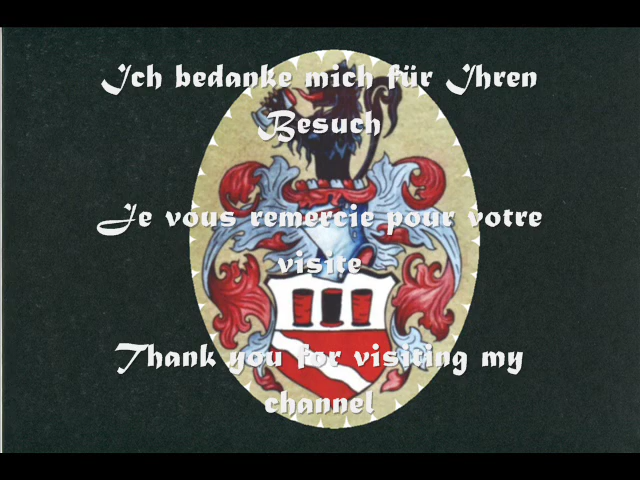 Ich bedanke mich für Ihren
Besuch
Je vous remercie pour votre
visite
Thank you for visiting my
channel